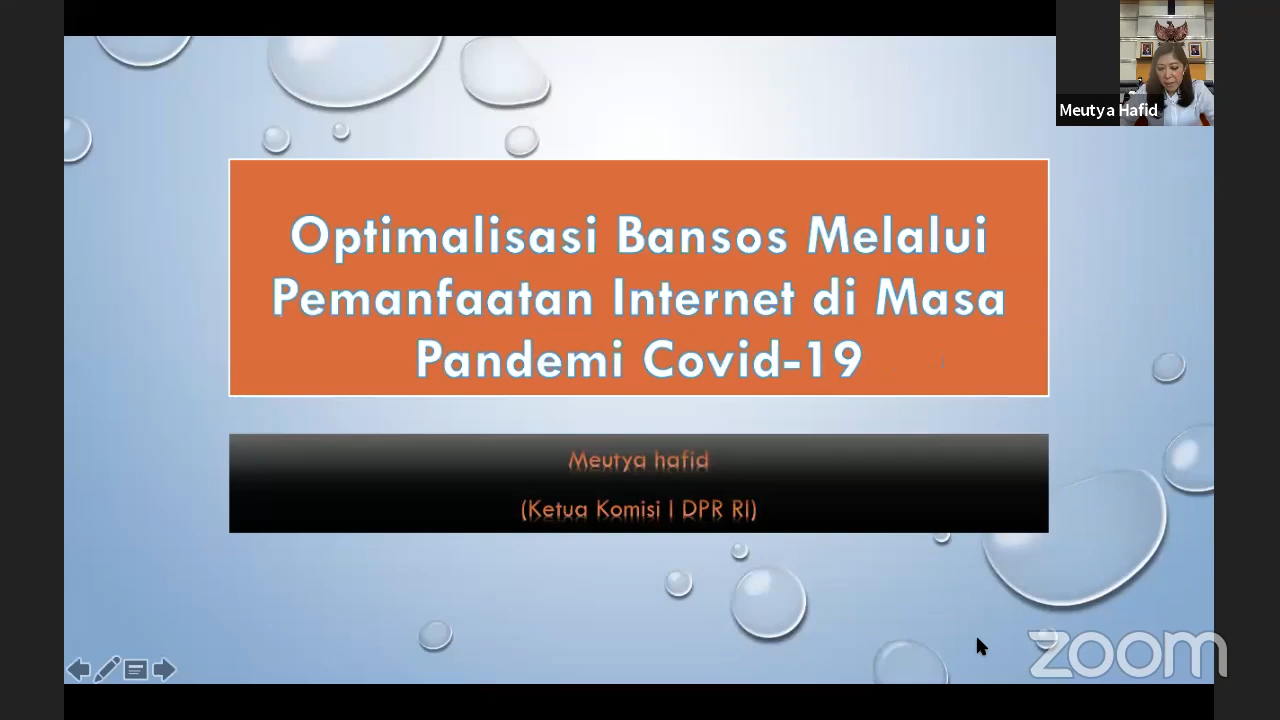 Meutya Hafid
Optimalisasi Bansos Melalui
Pemanfaatan Internet di Masa
Pandemi Covid-19
Meutya hafid
(Ketua Komisi I DPR RI)
zoom